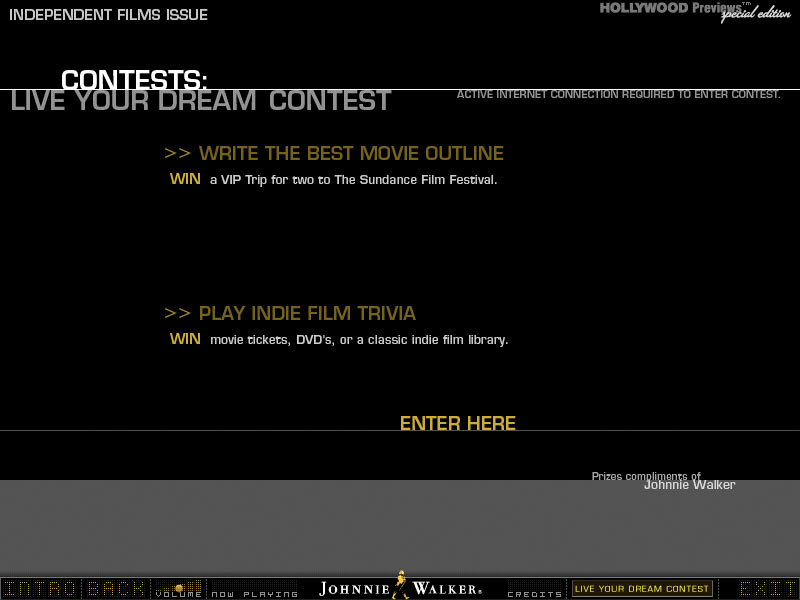 INDEPENDENT FILMS ISSUE
HOLLYWOOD Previews™
special edition
CONTESTS:
LIVE YOUR DREAM CONTEST
ACTIVE INTERNET CONNECTION REQUIRED TO ENTER CONTEST.
>> WRITE THE BEST MOVIE OUTLINE
WIN a VIP Trip for two to The Sundance Film Festival.
>> PLAY INDIE FILM TRIVIA
WIN movie tickets, DVD's, or a classic indie film library.
ENTER HERE
Prizes compliments of
Johnnie Walker
INTRO BACK VOLUME NOW PLAYING JOHNNIE WALKER. CREDITS LIVE YOUR DREAM CONTEST EXIT